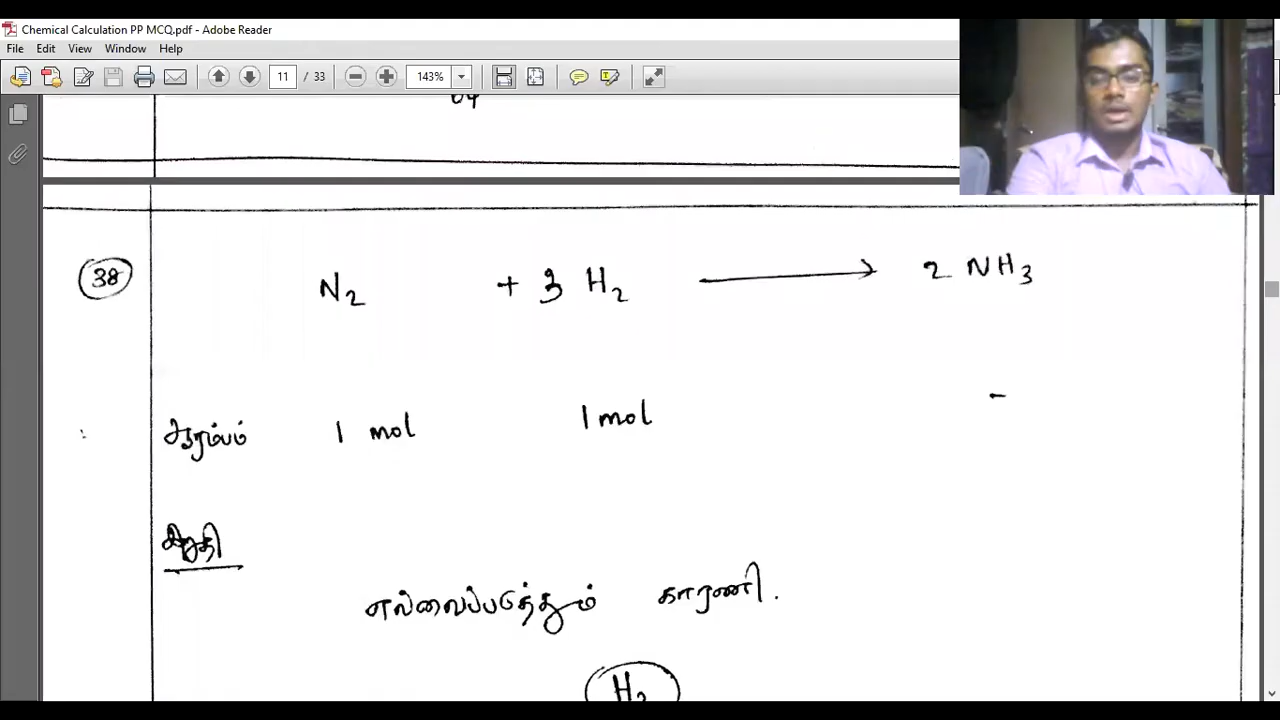 Chemical Calculation PP MCQ.pdf - Adobe Reader
File Edit View Window Help
11 / 33 143%
38 N2 + 3 H2 ⟶ 2 NH3
ஆரம்பம் 1 mol 1 mol -
இறுதி
எல்லைப்படுத்தும் காரணி.
H2